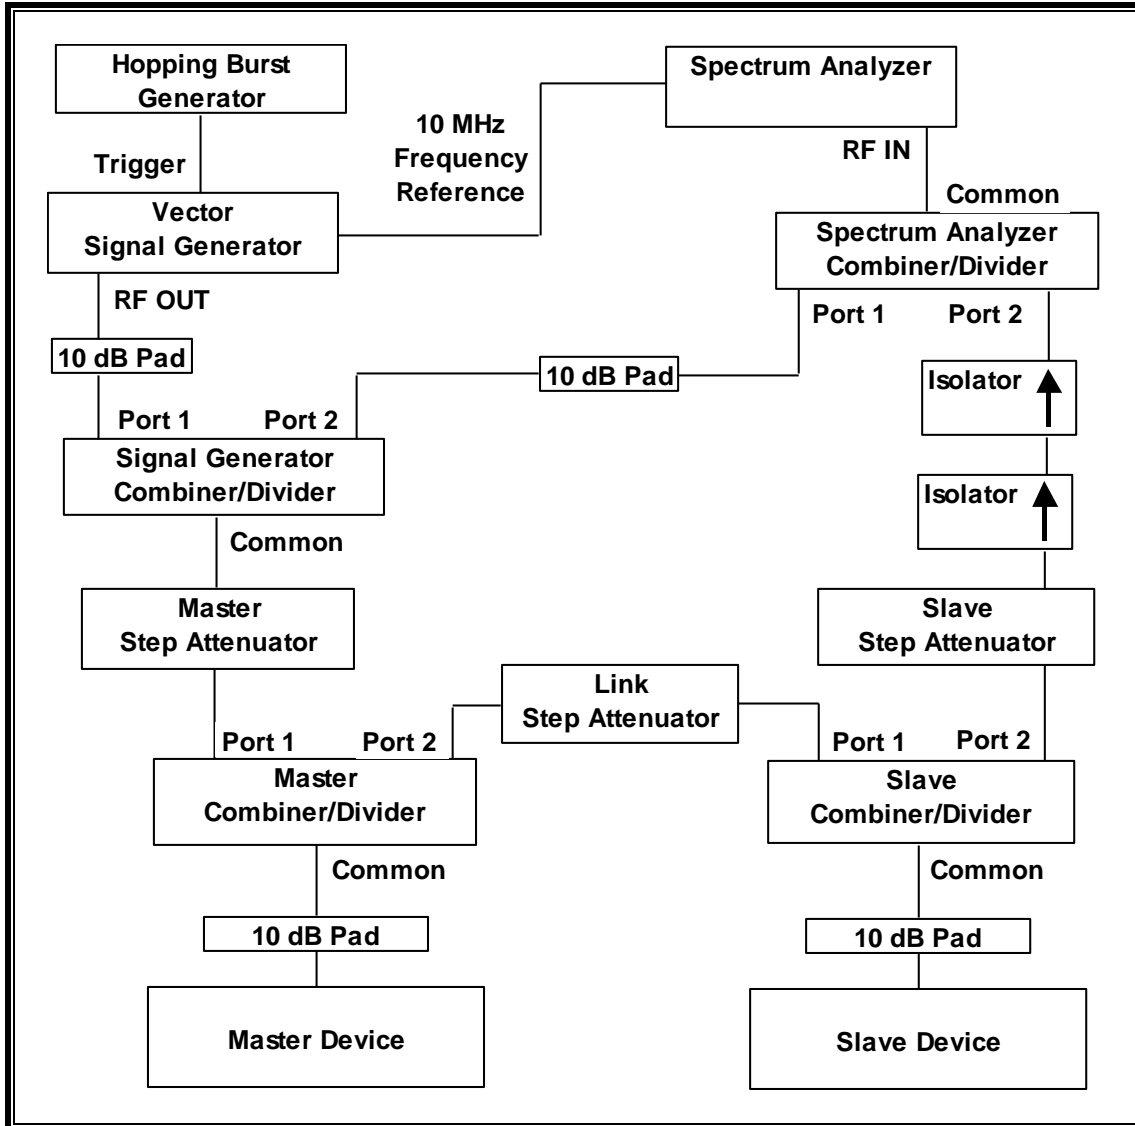 Hopping Burst
Generator
Spectrum Analyzer
10 MHz
Frequency
Reference
Trigger
RF IN
Vector
Signal Generator
Common
Spectrum Analyzer
Combiner/Divider
RF OUT
Port 1
Port 2
10 dB Pad
10 dB Pad
Isolator
Port 1
Port 2
Signal Generator
Combiner/Divider
Isolator
Common
Master
Step Attenuator
Slave
Step Attenuator
Link
Step Attenuator
Port 1
Port 2
Port 1
Port 2
Master
Combiner/Divider
Slave
Combiner/Divider
Common
Common
10 dB Pad
10 dB Pad
Master Device
Slave Device